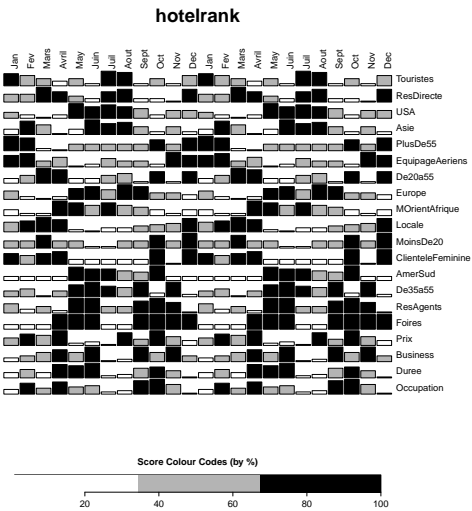 hotelrank
Jan Fev Mars Avril May Juin Juil Aout Sept Oct Nov Dec Jan Fev Mars Avril May Juin Juil Aout Sept Oct Nov Dec
Touristes
ResDirecte
USA
Asie
PlusDe55
EquipageAeriens
De20a55
Europe
MOrientAfrique
Locale
MoinsDe20
ClienteleFeminine
AmerSud
De35a55
ResAgents
Foires
Prix
Business
Duree
Occupation
Score Colour Codes (by %)
20 40 60 80 100